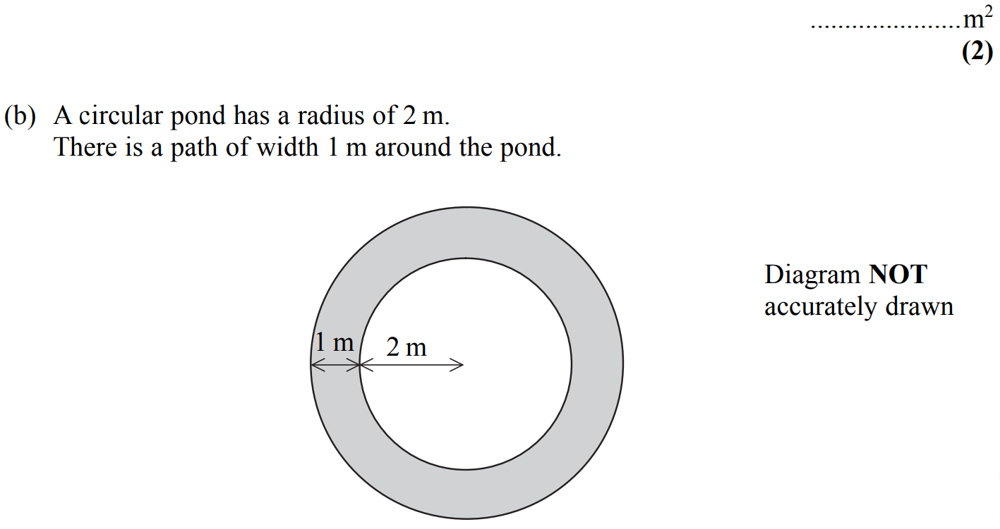 ......................m²
(2)
(b) A circular pond has a radius of 2 m.
There is a path of width 1 m around the pond.
1 m 2 m
Diagram NOT
accurately drawn